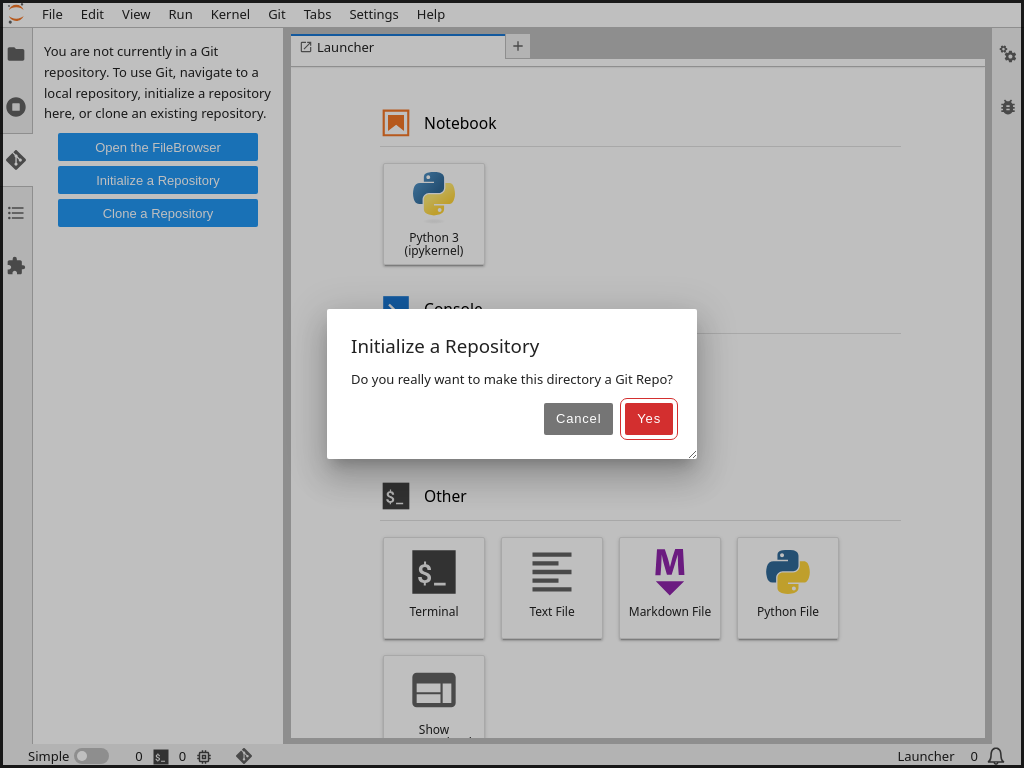 File Edit View Run Kernel Git Tabs Settings Help
You are not currently in a Git
repository. To use Git, navigate to a
local repository, initialize a repository
here, or clone an existing repository.
Open the FileBrowser
Initialize a Repository
Clone a Repository
Launcher
Notebook
Python 3
(ipykernel)
Console
Initialize a Repository
Do you really want to make this directory a Git Repo?
Cancel Yes
Other
$_
$_
Terminal
Text File
M
Markdown File
Python File
Show
Simple 0 $_ 0 Launcher 0